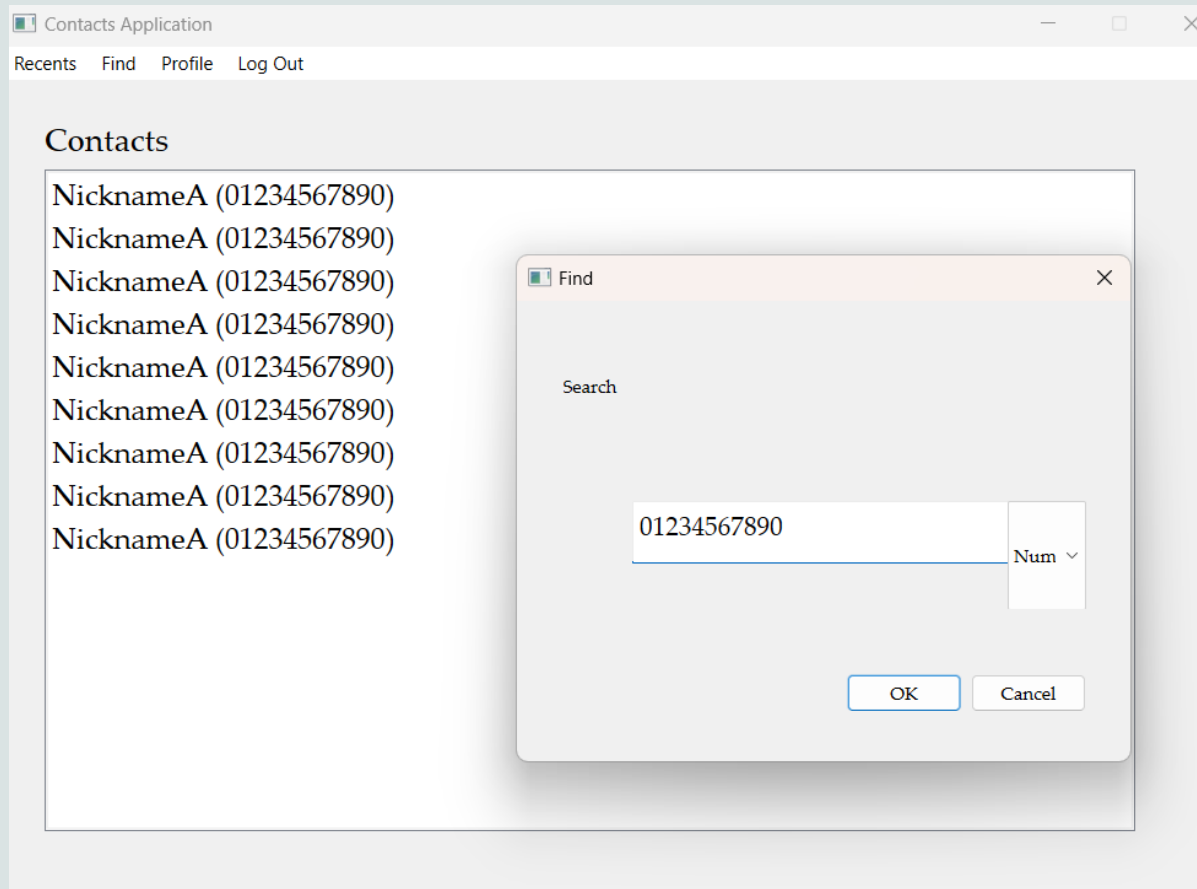 Contacts Application
Recents Find Profile Log Out
Contacts
NicknameA (01234567890)
NicknameA (01234567890)
NicknameA (01234567890)
NicknameA (01234567890)
NicknameA (01234567890)
NicknameA (01234567890)
NicknameA (01234567890)
NicknameA (01234567890)
NicknameA (01234567890)
Find
Search
01234567890
Num
OK Cancel